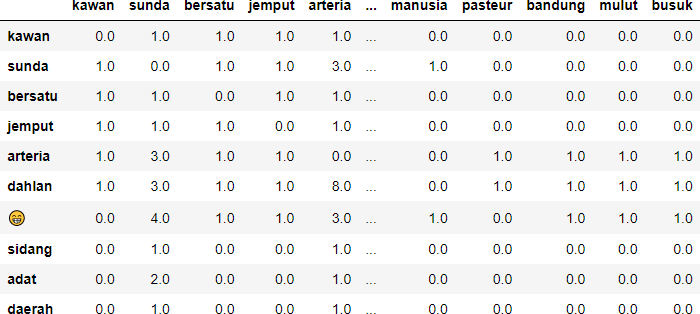 kawan sunda bersatu jemput arteria ... manusia pasteur bandung mulut busuk
kawan 0.0 1.0 1.0 1.0 1.0 ... 0.0 0.0 0.0 0.0 0.0
sunda 1.0 0.0 1.0 1.0 3.0 ... 1.0 0.0 0.0 0.0 0.0
bersatu 1.0 1.0 0.0 1.0 1.0 ... 0.0 0.0 0.0 0.0 0.0
jemput 1.0 1.0 1.0 0.0 1.0 ... 0.0 0.0 0.0 0.0 0.0
arteria 1.0 3.0 1.0 1.0 0.0 ... 0.0 1.0 1.0 1.0 1.0
dahlan 1.0 3.0 1.0 1.0 8.0 ... 0.0 1.0 1.0 1.0 1.0
😁 0.0 4.0 1.0 1.0 3.0 ... 1.0 0.0 1.0 1.0 1.0
sidang 0.0 1.0 0.0 0.0 1.0 ... 0.0 0.0 0.0 0.0 0.0
adat 0.0 2.0 0.0 0.0 1.0 ... 0.0 0.0 0.0 0.0 0.0
daerah 0.0 1.0 0.0 0.0 1.0 ... 0.0 0.0 0.0 0.0 0.0